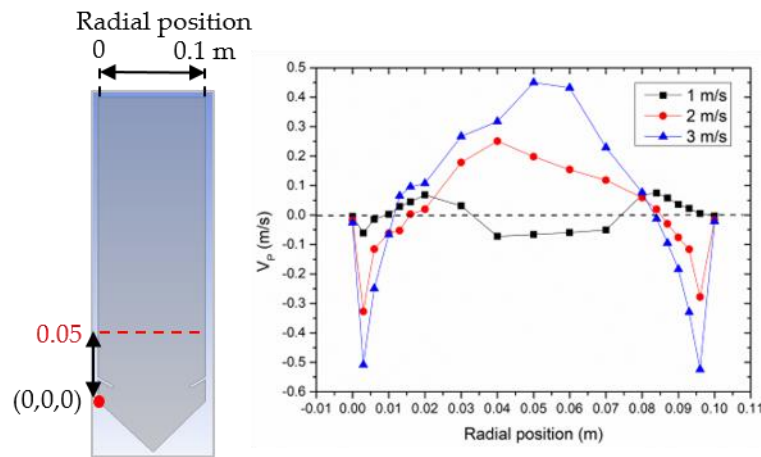 Radial position
0 0.1 m
0.05
(0,0,0)
0.5
0.4
0.3
0.2
0.1
0.0
-0.1
-0.2
-0.3
-0.4
-0.5
-0.6
V_P (m/s)
1 m/s
2 m/s
3 m/s
-0.01 0.00 0.01 0.02 0.03 0.04 0.05 0.06 0.07 0.08 0.09 0.10 0.11
Radial position (m)